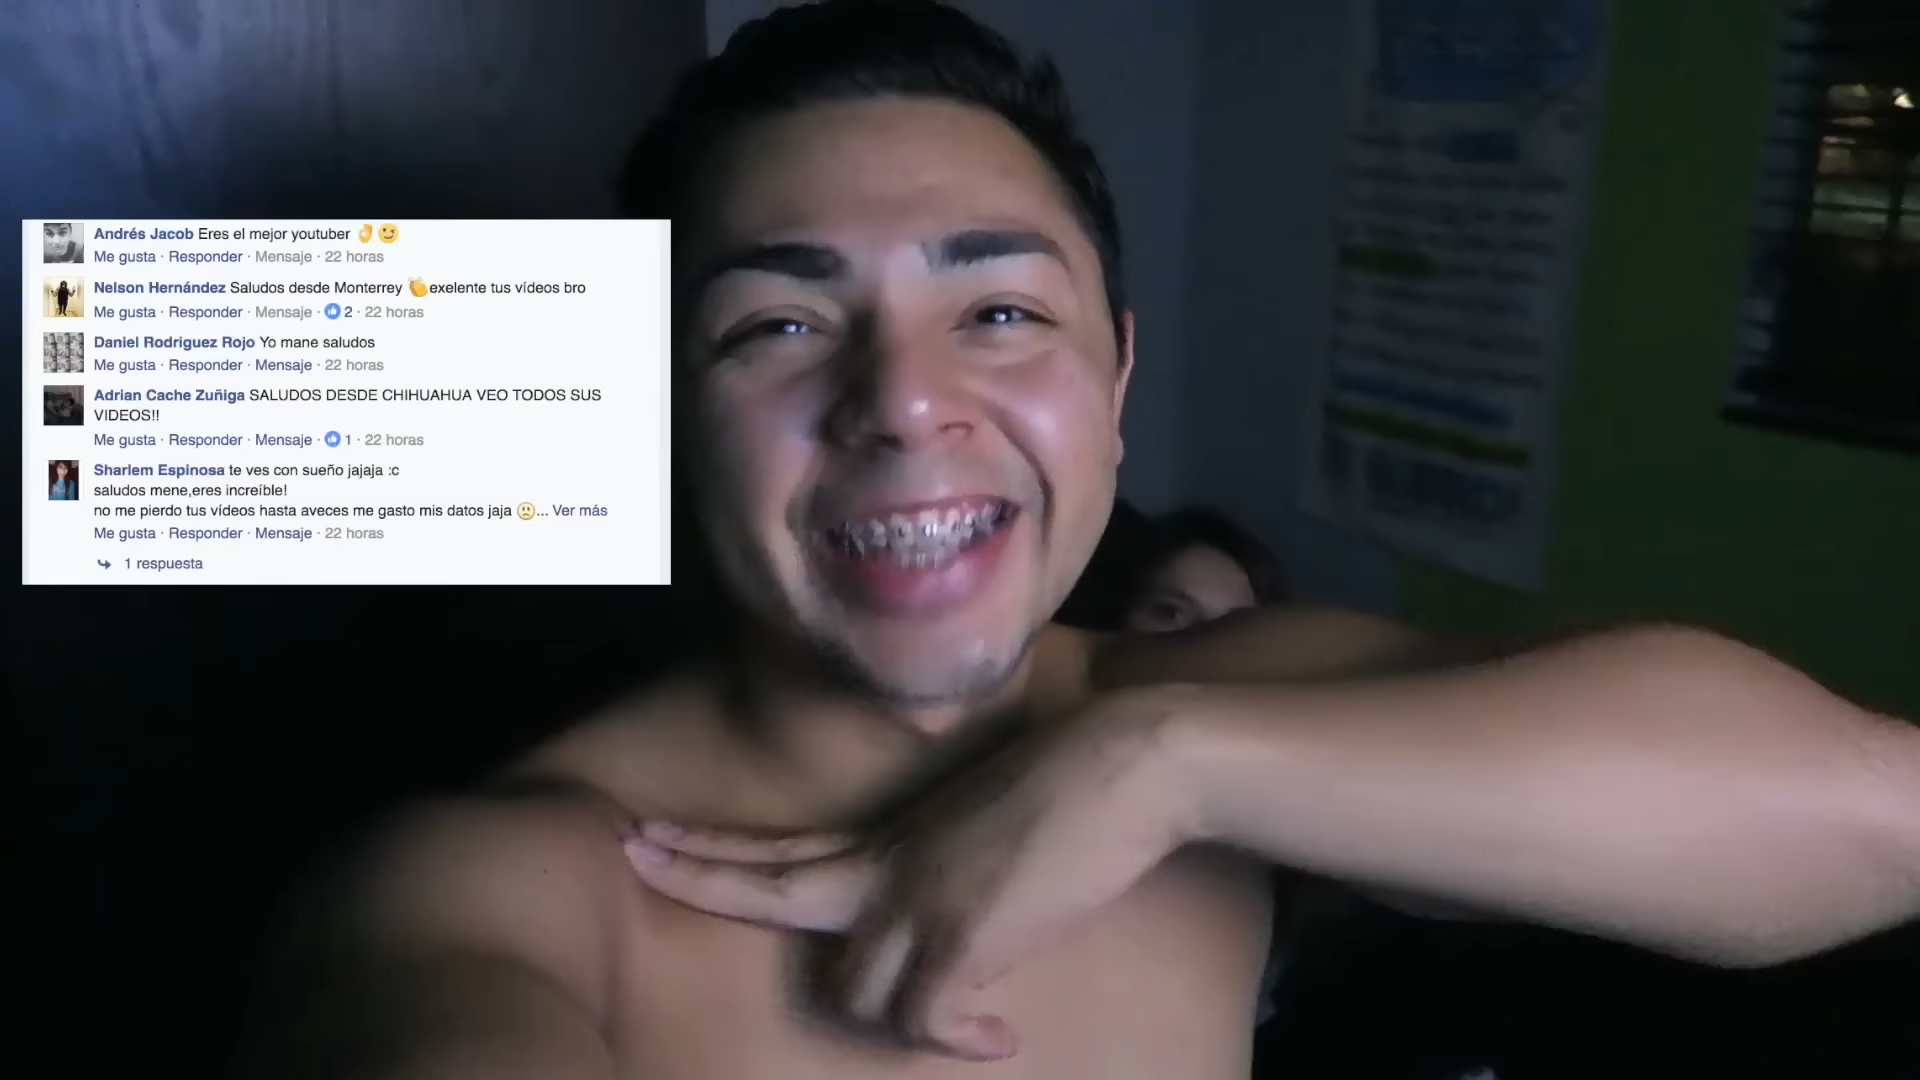 Andrés Jacob Eres el mejor youtuber 👌😉
Me gusta · Responder · Mensaje · 22 horas
Nelson Hernández Saludos desde Monterrey 👏exelente tus vídeos bro
Me gusta · Responder · Mensaje · 2 · 22 horas
Daniel Rodriguez Rojo Yo mane saludos
Me gusta · Responder · Mensaje · 22 horas
Adrian Cache Zuñiga SALUDOS DESDE CHIHUAHUA VEO TODOS SUS
VIDEOS!!
Me gusta · Responder · Mensaje · 1 · 22 horas
Sharlem Espinosa te ves con sueño jajaja :c
saludos mene,eres increíble!
no me pierdo tus vídeos hasta aveces me gasto mis datos jaja 🙁... Ver más
Me gusta · Responder · Mensaje · 22 horas
1 respuesta